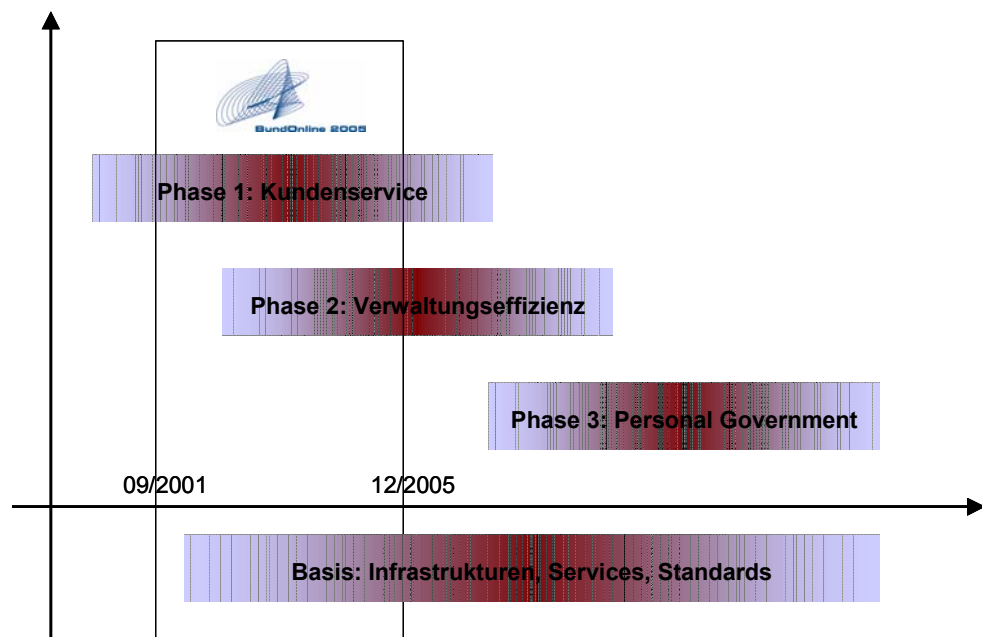 BundOnline 2005
Phase 1: Kundenservice
Phase 2: Verwaltungseffizienz
Phase 3: Personal Government
09/2001
12/2005
Basis: Infrastrukturen, Services, Standards